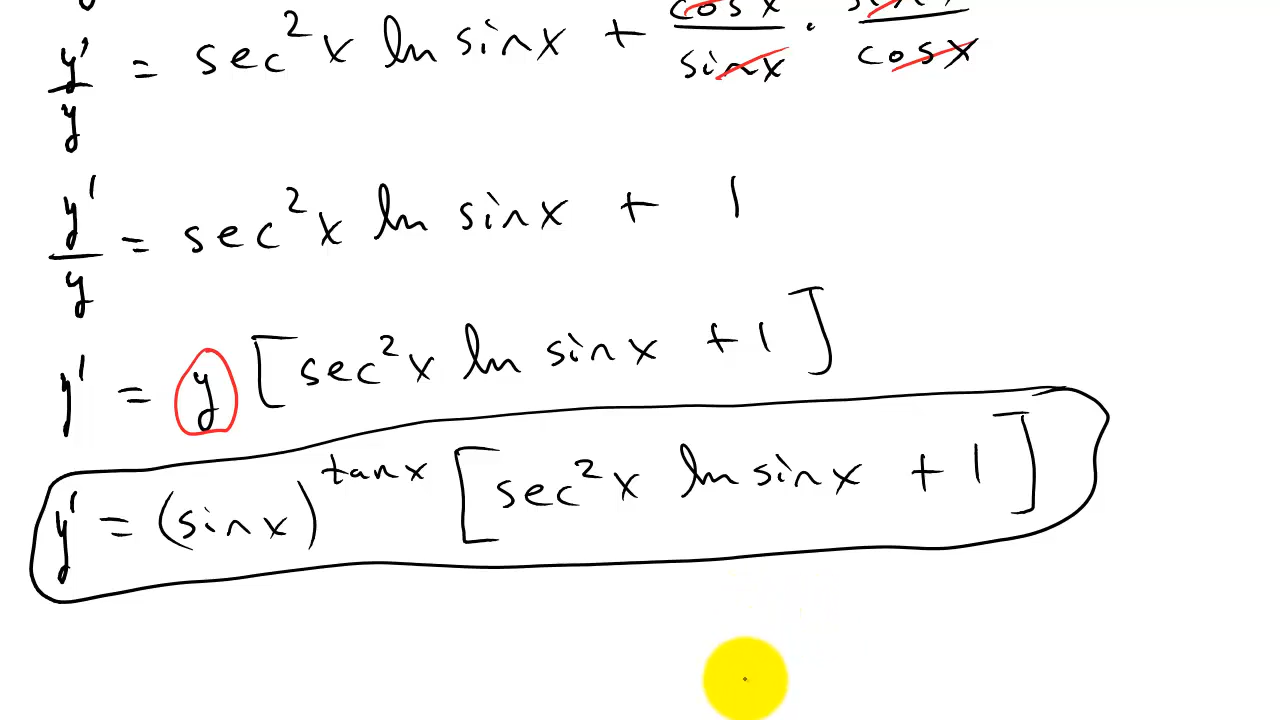 y'/y = sec²x ln sinx + cosx/sinx · sinx/cosx
y'/y = sec²x ln sinx + 1
y' = y [sec²x ln sinx + 1]
y' = (sinx)^tanx [sec²x ln sinx + 1]